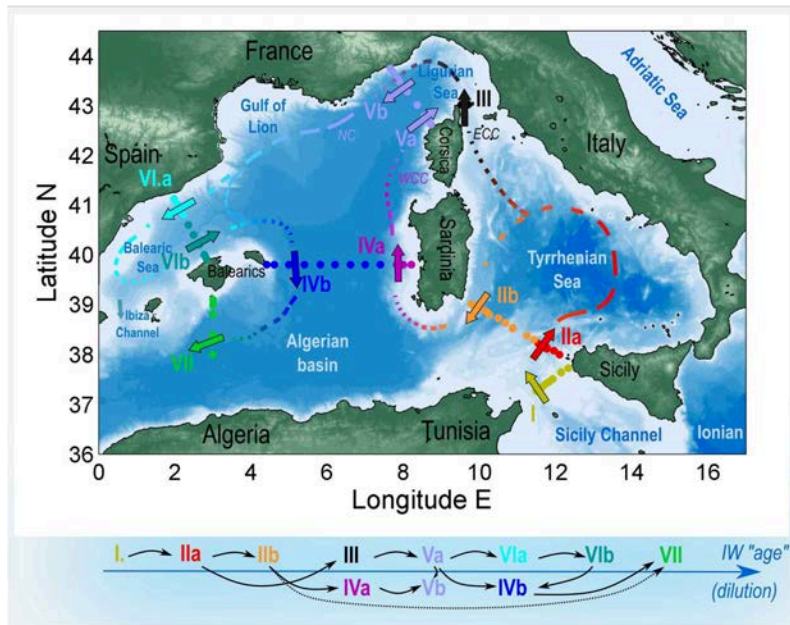 France
Adriatic Sea
Ligurian
Sea
III
Gulf of
Lion
Vb
NC
Va
Corsica
ECC
Italy
Spáin
WCC
VI.a
Balearic
Sea
VIb
Balearics
IVa
IVb
Sardinia
Tyrrhenian
Sea
IIb
Ibiza
Channel
VII
Algerian
basin
IIa
Sicily
I
Algeria
Tunisia
Sicily Channel
Ionian
44
43
42
41
40
39
38
37
36
Latitude N
0 2 4 6 8 10 12 14 16
Longitude E
I. IIa IIb III Va VIa VIb VII IW "age"
IVa Vb IVb (dilution)